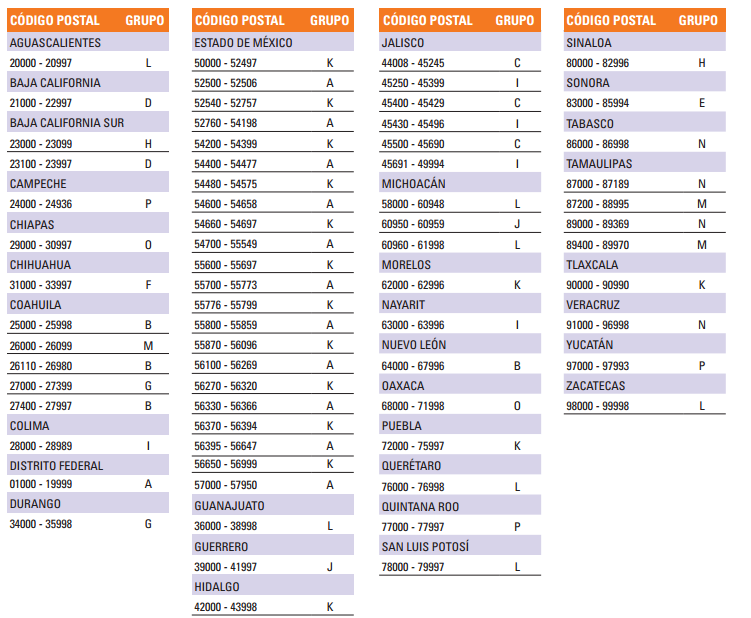 CÓDIGO POSTAL GRUPO
AGUASCALIENTES
20000 - 20997 L
BAJA CALIFORNIA
21000 - 22997 D
BAJA CALIFORNIA SUR
23000 - 23099 H
23100 - 23997 D
CAMPECHE
24000 - 24936 P
CHIAPAS
29000 - 30997 O
CHIHUAHUA
31000 - 33997 F
COAHUILA
25000 - 25998 B
26000 - 26099 M
26110 - 26980 B
27000 - 27399 G
27400 - 27997 B
COLIMA
28000 - 28989 I
DISTRITO FEDERAL
01000 - 19999 A
DURANGO
34000 - 35998 G
CÓDIGO POSTAL GRUPO
ESTADO DE MÉXICO
50000 - 52497 K
52500 - 52506 A
52540 - 52757 K
52760 - 54198 A
54200 - 54399 K
54400 - 54477 A
54480 - 54575 K
54600 - 54658 A
54660 - 54697 K
54700 - 55549 A
55600 - 55697 K
55700 - 55773 A
55776 - 55799 K
55800 - 55859 A
55870 - 56096 K
56100 - 56269 A
56270 - 56320 K
56330 - 56366 A
56370 - 56394 K
56395 - 56647 A
56650 - 56999 K
57000 - 57950 A
GUANAJUATO
36000 - 38998 L
GUERRERO
39000 - 41997 J
HIDALGO
42000 - 43998 K
CÓDIGO POSTAL GRUPO
JALISCO
44008 - 45245 C
45250 - 45399 I
45400 - 45429 C
45430 - 45496 I
45500 - 45690 C
45691 - 49994 I
MICHOACÁN
58000 - 60948 L
60950 - 60959 J
60960 - 61998 L
MORELOS
62000 - 62996 K
NAYARIT
63000 - 63996 I
NUEVO LEÓN
64000 - 67996 B
OAXACA
68000 - 71998 O
PUEBLA
72000 - 75997 K
QUERÉTARO
76000 - 76998 L
QUINTANA ROO
77000 - 77997 P
SAN LUIS POTOSÍ
78000 - 79997 L
CÓDIGO POSTAL GRUPO
SINALOA
80000 - 82996 H
SONORA
83000 - 85994 E
TABASCO
86000 - 86998 N
TAMAULIPAS
87000 - 87189 N
87200 - 88995 M
89000 - 89369 N
89400 - 89970 M
TLAXCALA
90000 - 90990 K
VERACRUZ
91000 - 96998 N
YUCATÁN
97000 - 97993 P
ZACATECAS
98000 - 99998 L